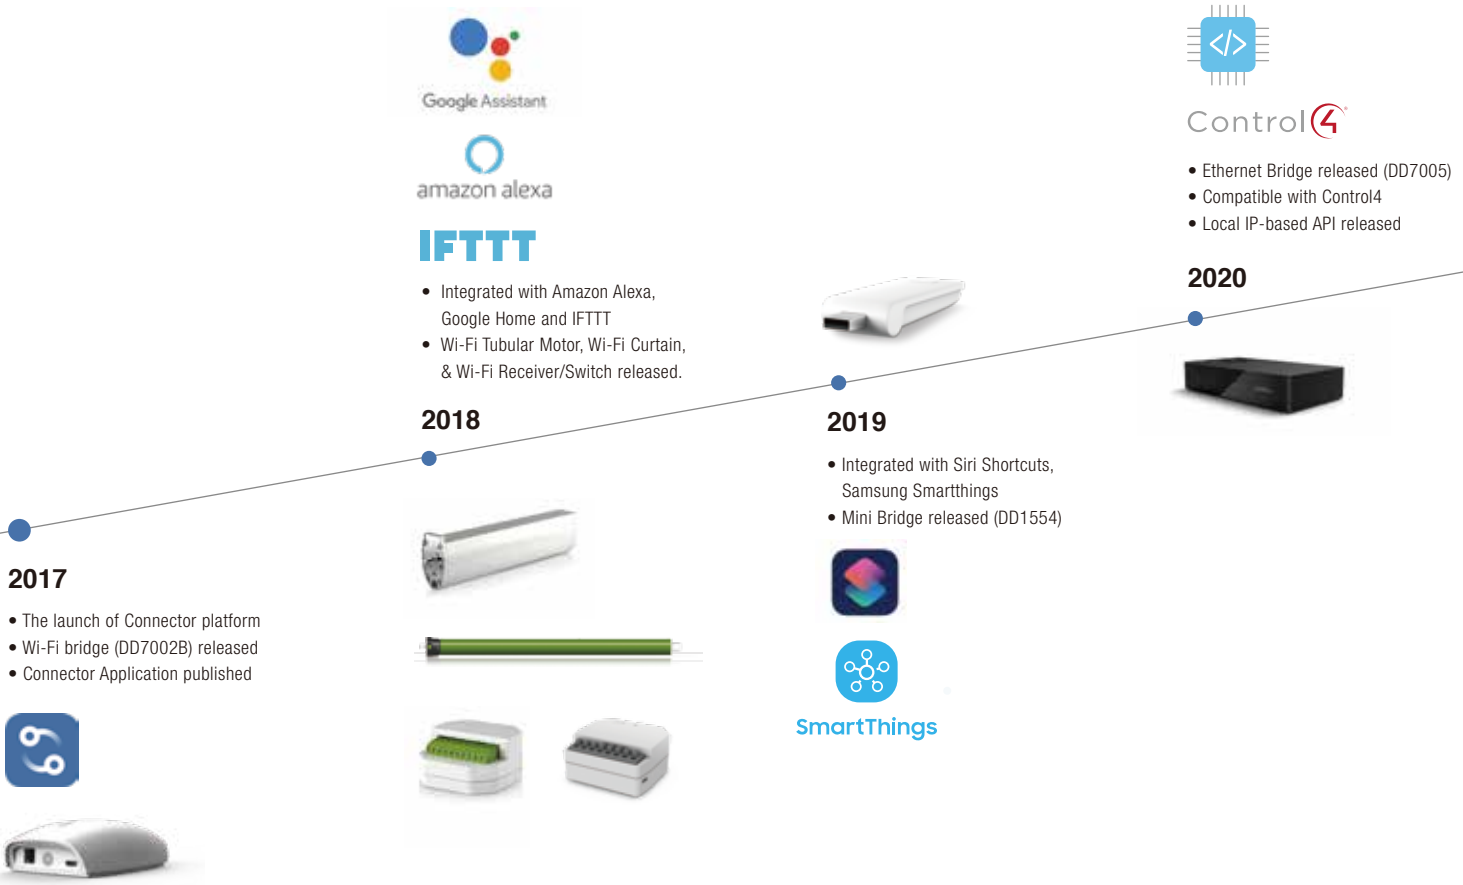 Google Assistant
amazon alexa
IFTTT
• Integrated with Amazon Alexa,
Google Home and IFTTT
• Wi-Fi Tubular Motor, Wi-Fi Curtain,
& Wi-Fi Receiver/Switch released.
2018
</>
Control4
• Ethernet Bridge released (DD7005)
• Compatible with Control4
• Local IP-based API released
2020
2019
• Integrated with Siri Shortcuts,
Samsung Smartthings
• Mini Bridge released (DD1554)
SmartThings
2017
• The launch of Connector platform
• Wi-Fi bridge (DD7002B) released
• Connector Application published